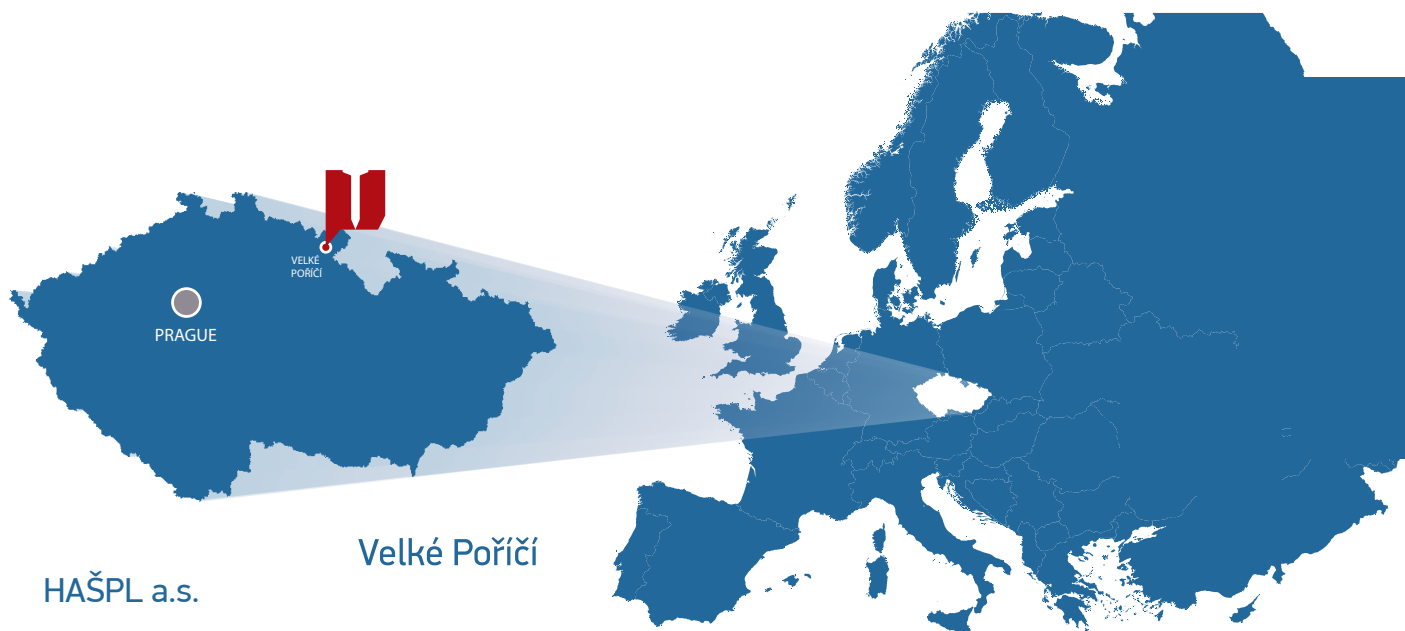 VELKÉ
POŘÍČÍ
PRAGUE
Velké Poříčí
HAŠPL a.s.